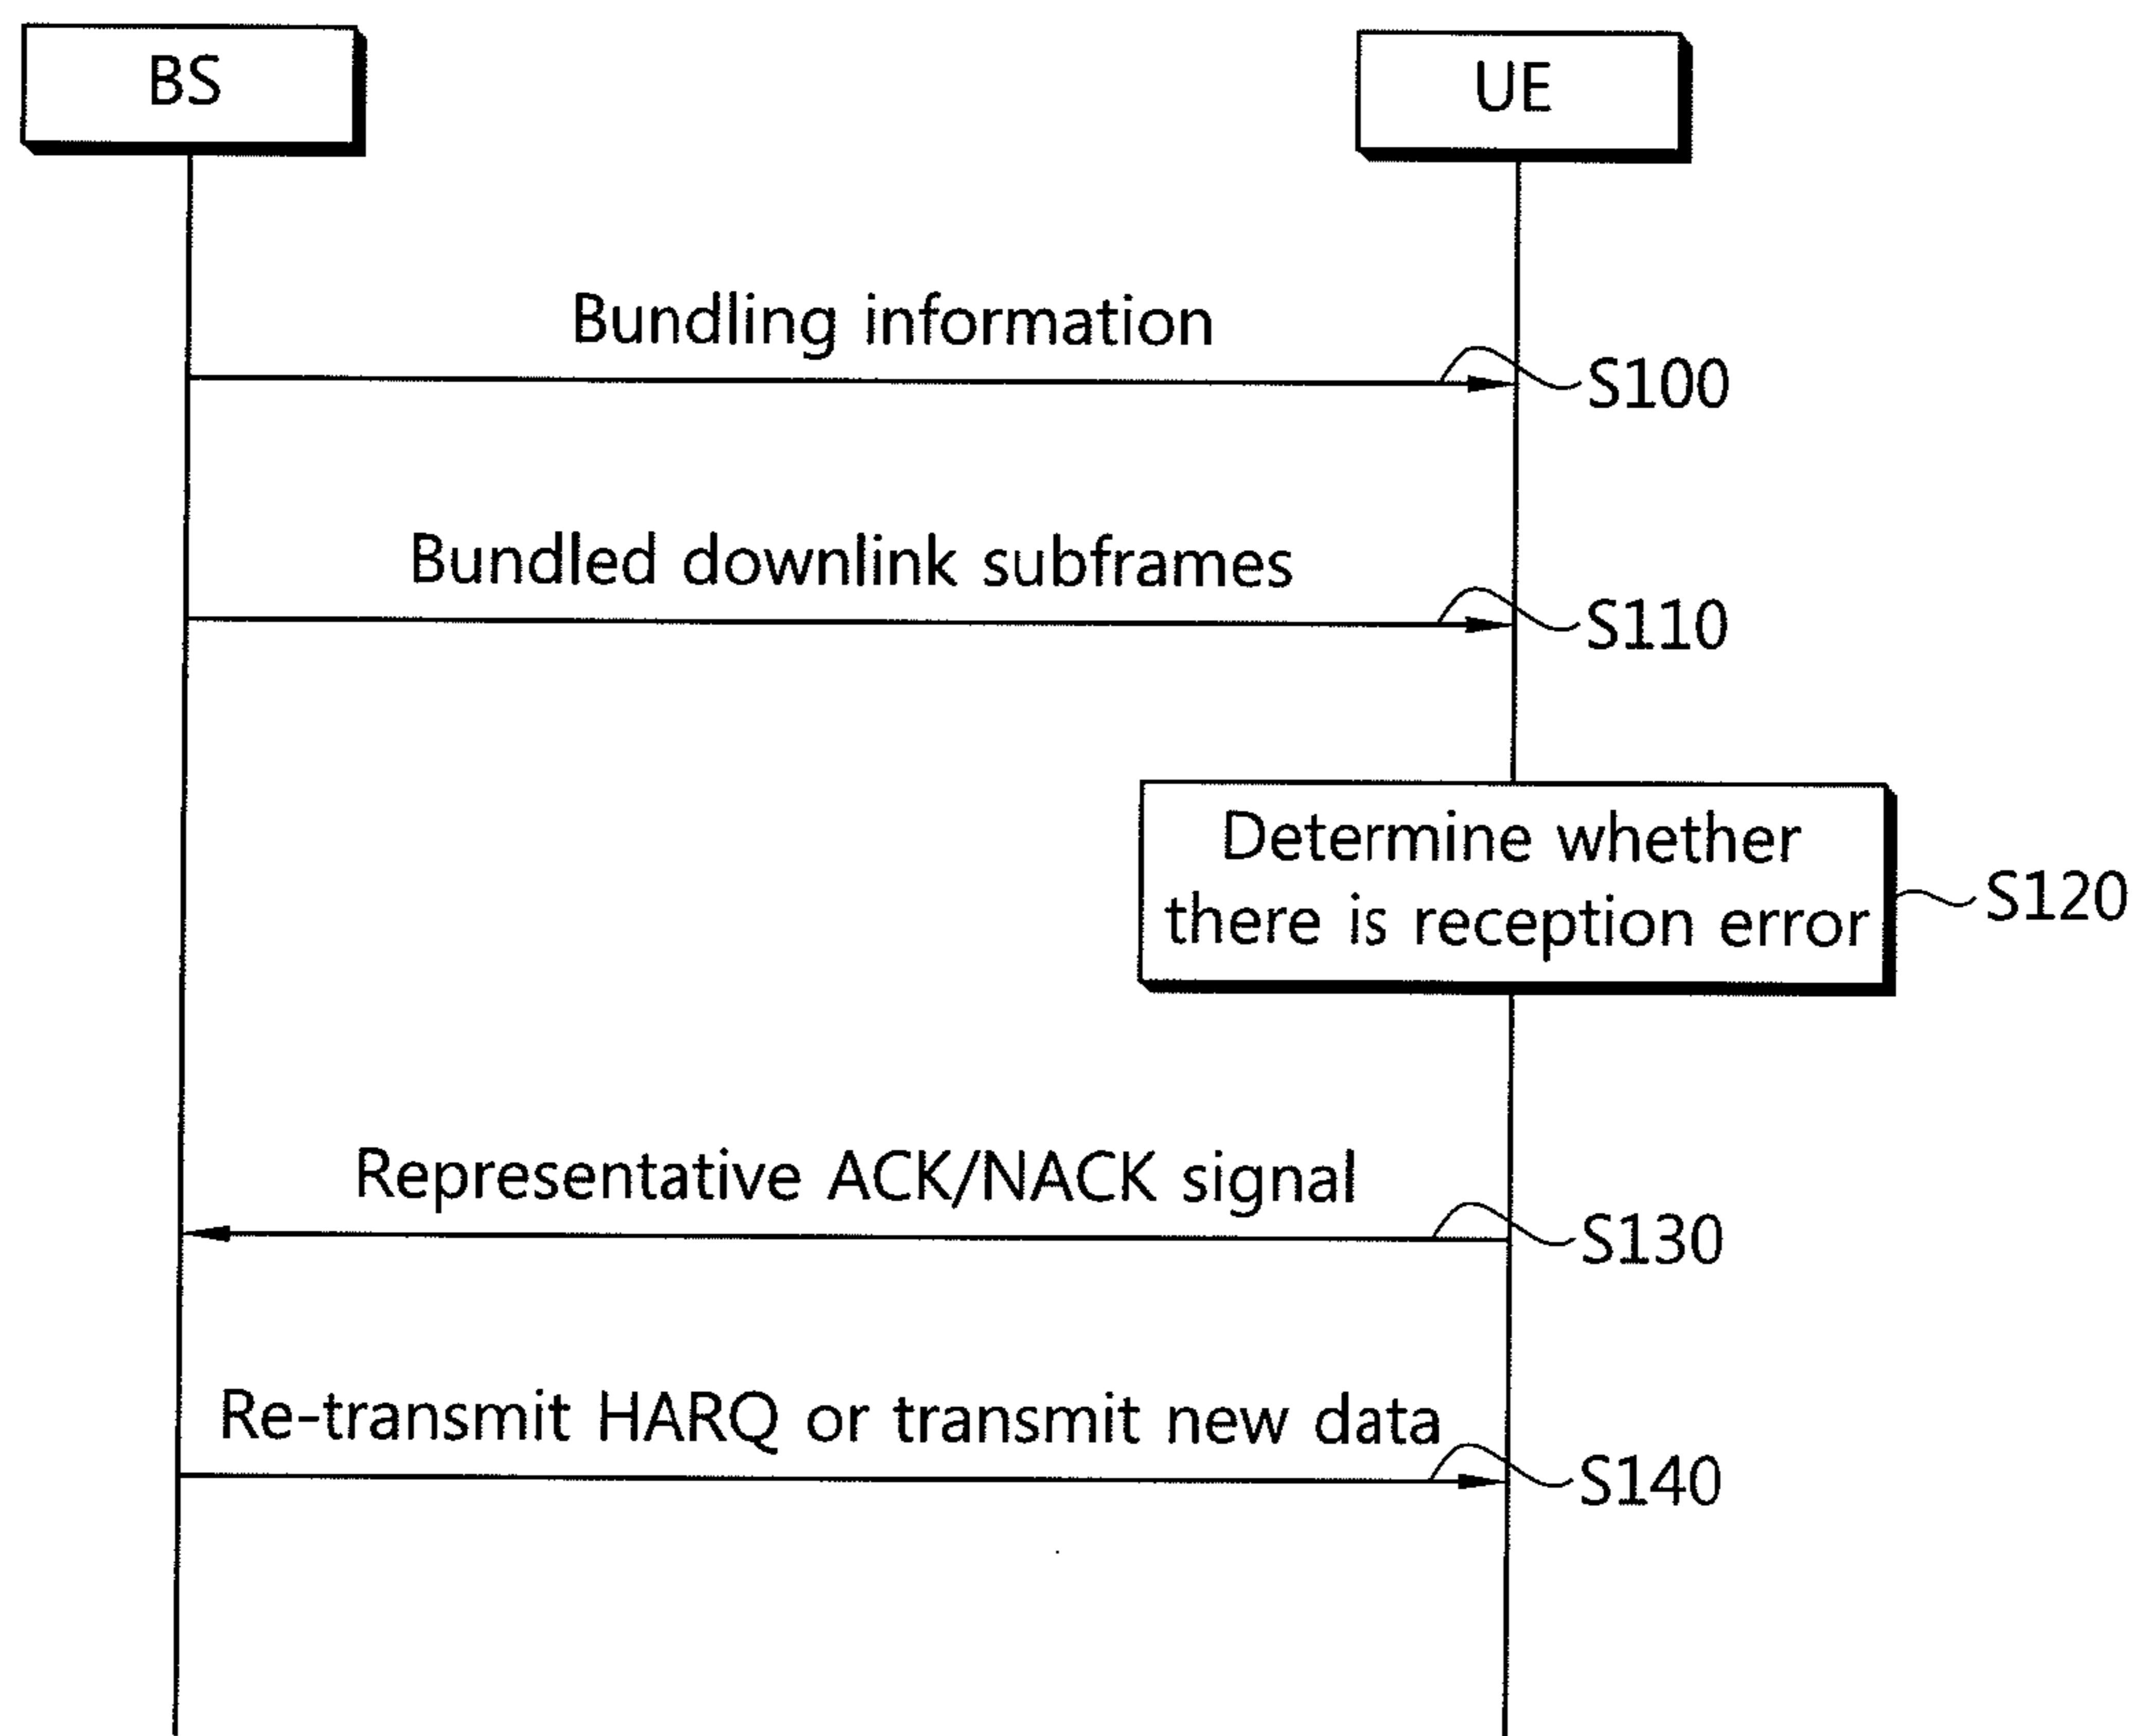 BS
UE
Bundling information
S100
Bundled downlink subframes
S110
Determine whether
there is reception error
S120
Representative ACK/NACK signal
S130
Re-transmit HARQ or transmit new data
S140